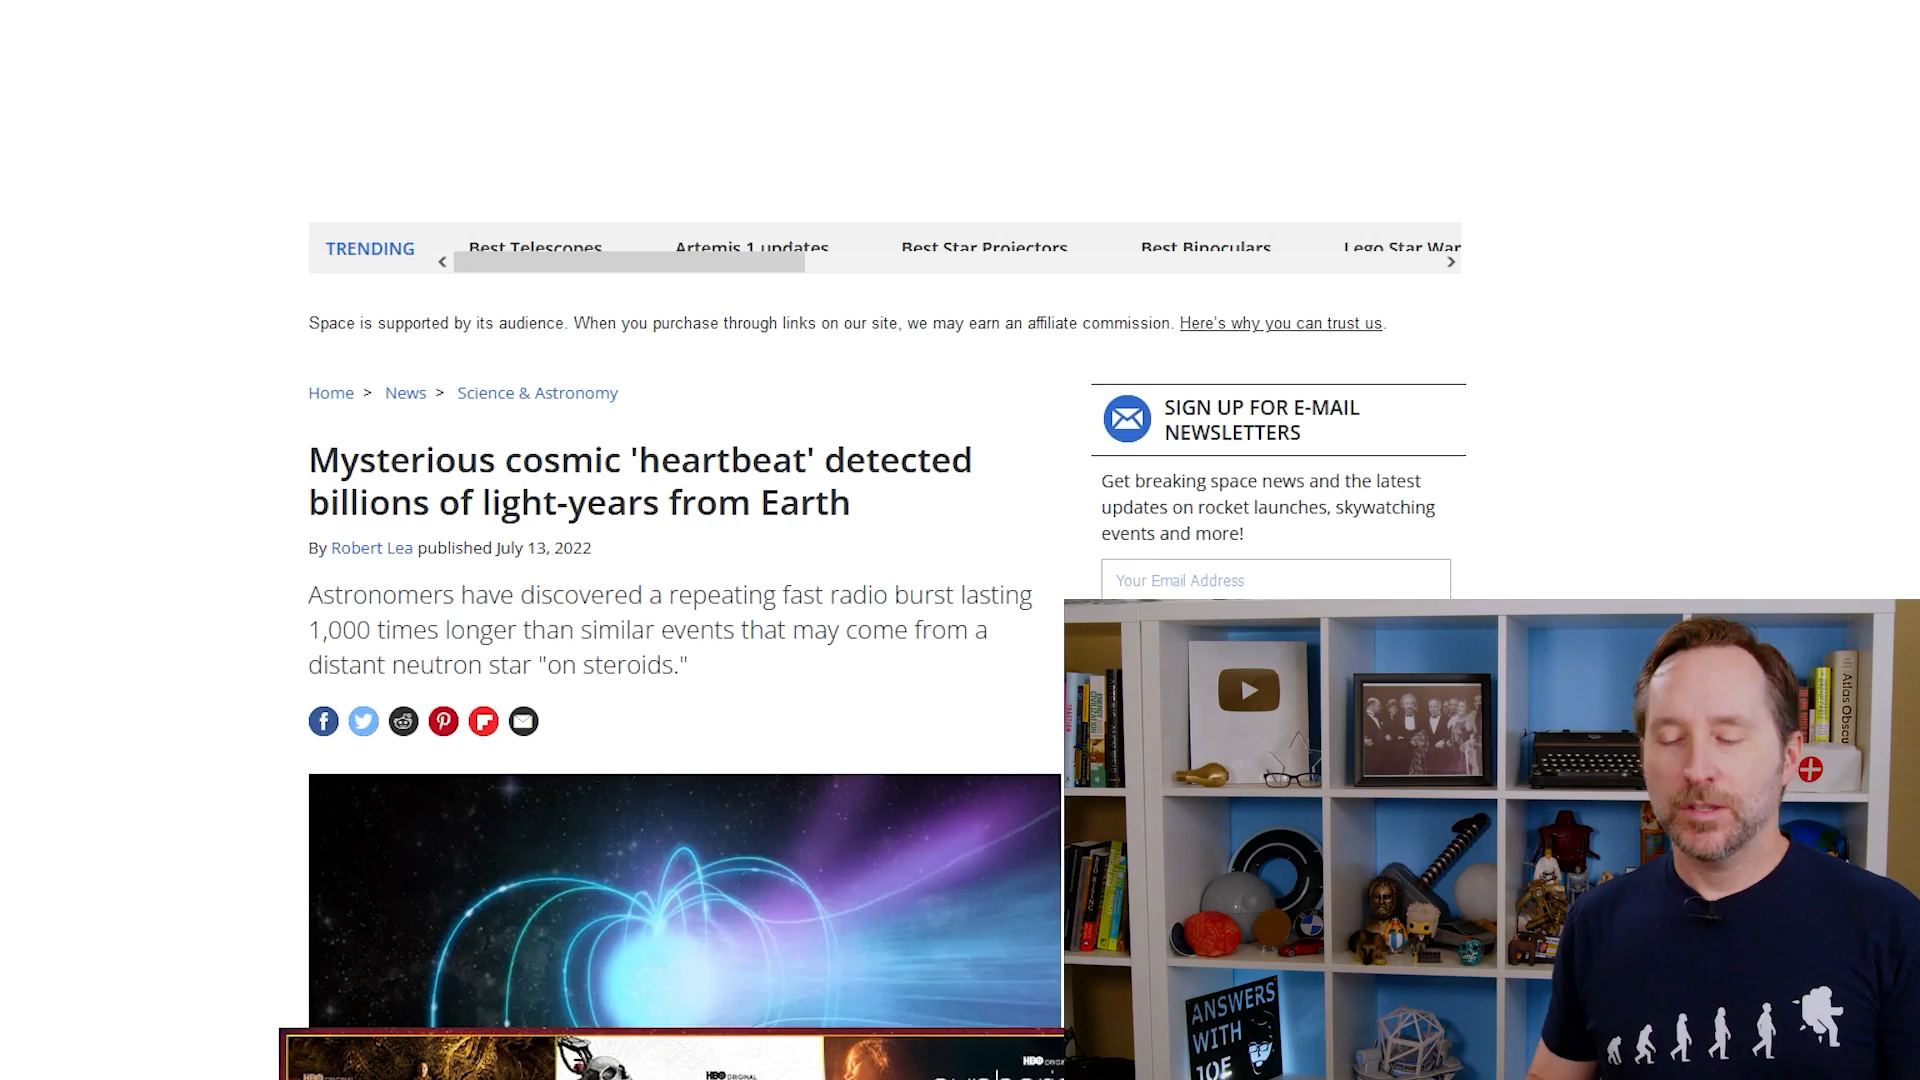 TRENDING
Best Telescopes
Artemis 1 updates
Best Star Projectors
Best Binoculars
Lego Star War
Space is supported by its audience. When you purchase through links on our site, we may earn an affiliate commission. Here's why you can trust us.
Home > News > Science & Astronomy
Mysterious cosmic 'heartbeat' detected
billions of light-years from Earth
By Robert Lea published July 13, 2022
Astronomers have discovered a repeating fast radio burst lasting
1,000 times longer than similar events that may come from a
distant neutron star "on steroids."
SIGN UP FOR E-MAIL
NEWSLETTERS
Get breaking space news and the latest
updates on rocket launches, skywatching
events and more!
Your Email Address
Atlas Obscu
ANSWERS
WITH
JOE
HBO ORIGINAL
HBO